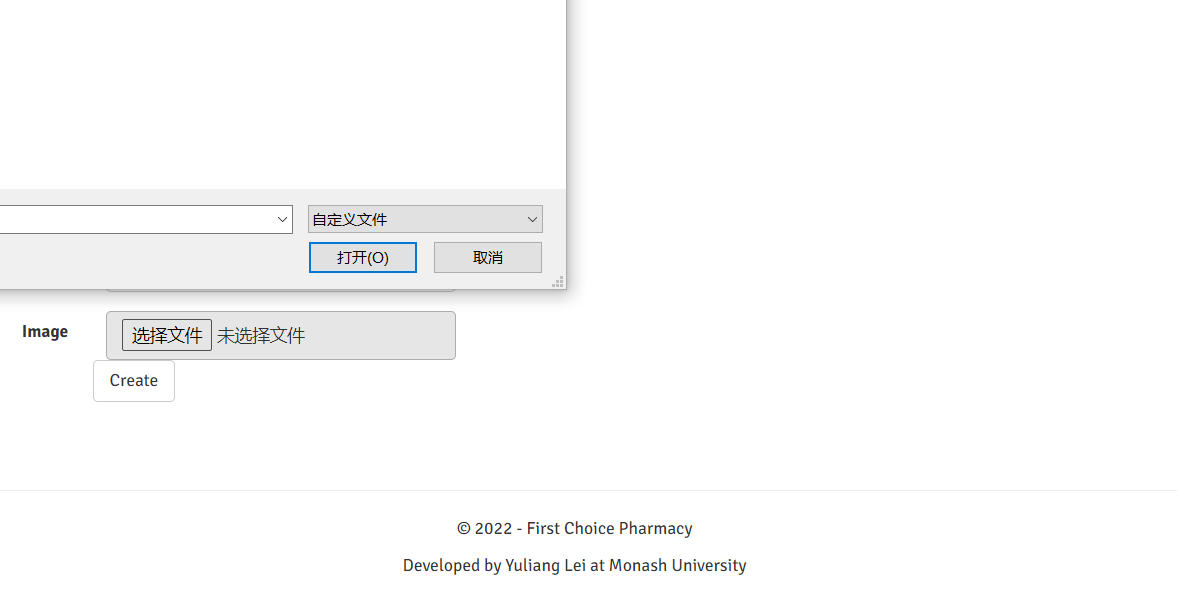 自定义文件
打开(O) 取消
Image 选择文件 未选择文件
Create
© 2022 - First Choice Pharmacy
Developed by Yuliang Lei at Monash University